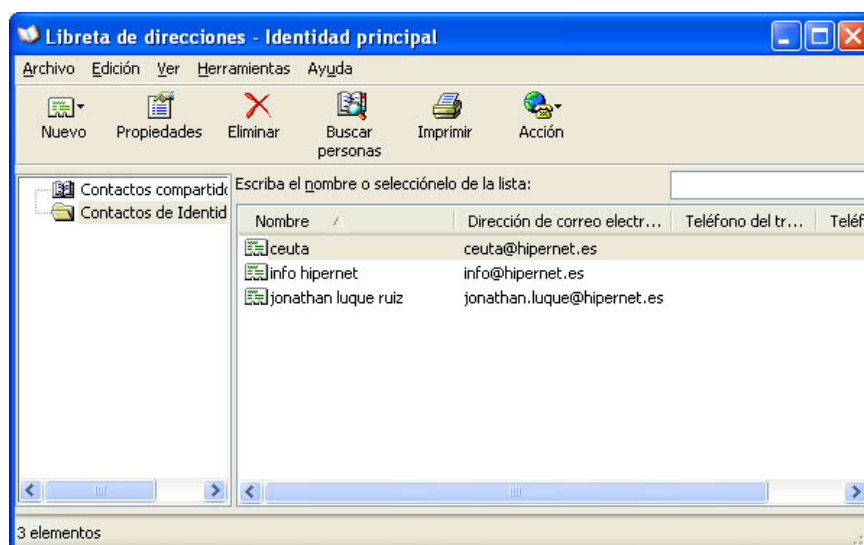 Libreta de direcciones - Identidad principal
Archivo Edición Ver Herramientas Ayuda
Nuevo Propiedades Eliminar Buscar personas Imprimir Acción
Contactos compartido
Contactos de Identid
Escriba el nombre o selecciónelo de la lista:
Nombre Dirección de correo electr... Teléfono del tr... Teléf
ceuta ceuta@hipernet.es
info hipernet info@hipernet.es
jonathan luque ruiz jonathan.luque@hipernet.es
3 elementos